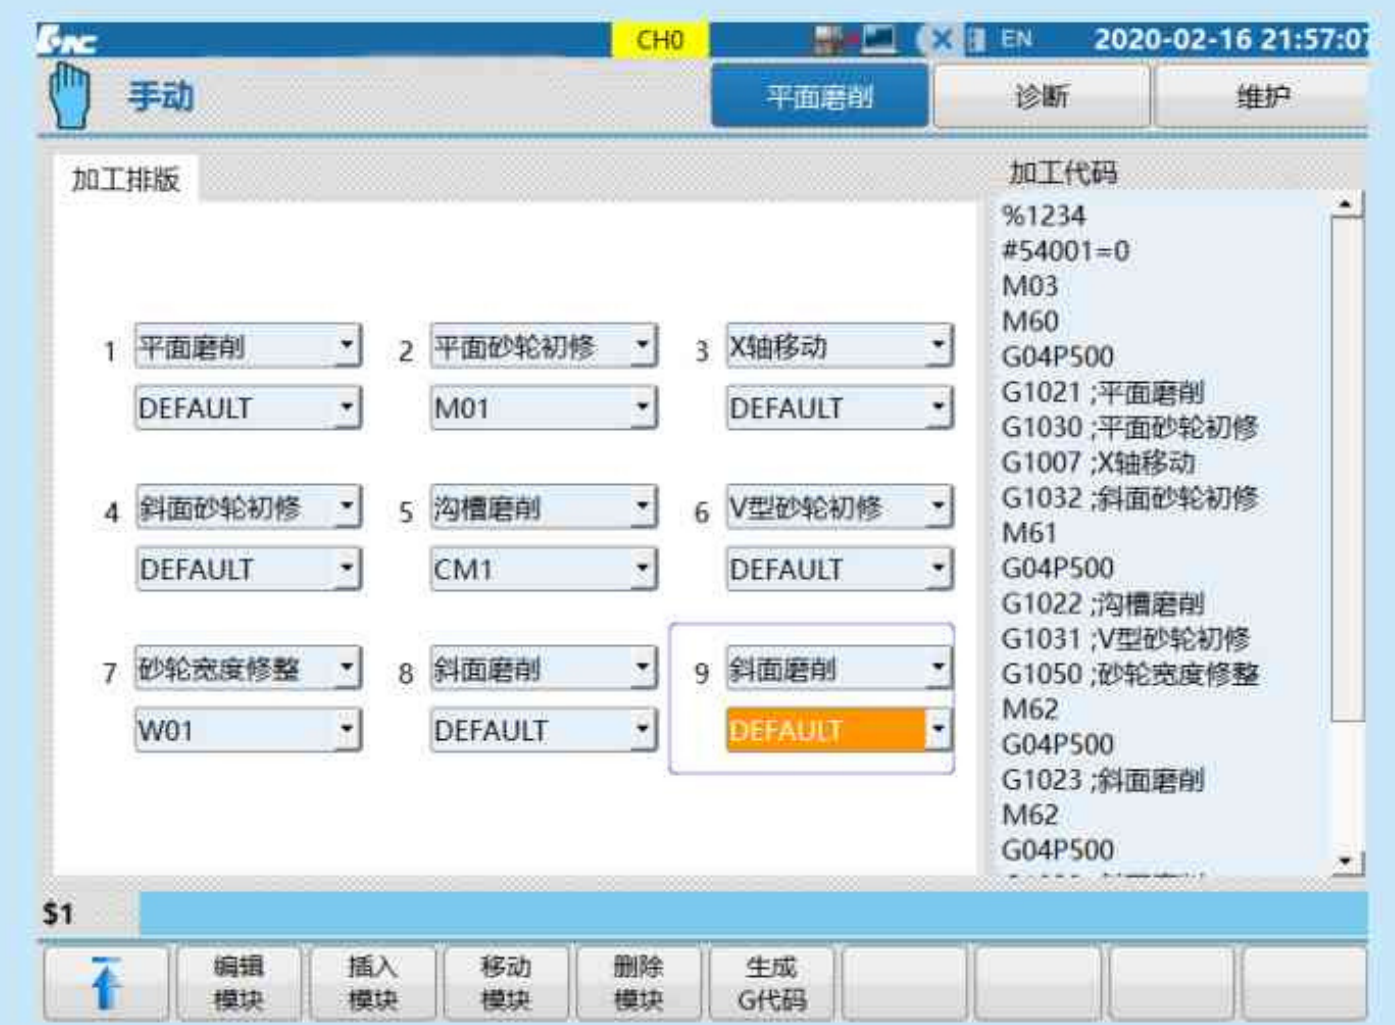 CH0 EN 2020-02-16 21:57:07
手动 平面磨削 诊断 维护
加工排版
加工代码
1 平面磨削 2 平面砂轮初修 3 X轴移动
DEFAULT M01 DEFAULT
4 斜面砂轮初修 5 沟槽磨削 6 V型砂轮初修
DEFAULT CM1 DEFAULT
7 砂轮宽度修整 8 斜面磨削 9 斜面磨削
W01 DEFAULT DEFAULT
%1234
#54001=0
M03
M60
G04P500
G1021 ;平面磨削
G1030 ;平面砂轮初修
G1007 ;X轴移动
G1032 ;斜面砂轮初修
M61
G04P500
G1022 ;沟槽磨削
G1031 ;V型砂轮初修
G1050 ;砂轮宽度修整
M62
G04P500
G1023 ;斜面磨削
M62
G04P500
$1
编辑 插入 移动 删除 生成
模块 模块 模块 模块 G代码